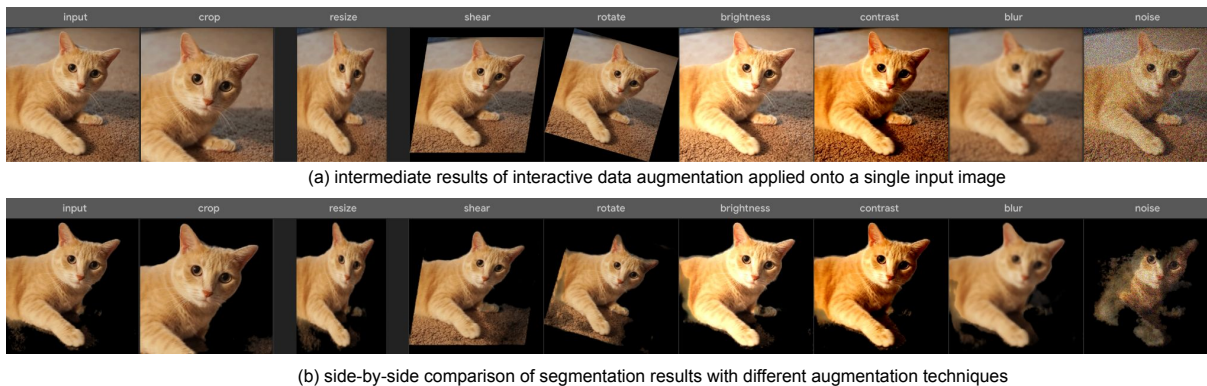 input crop resize shear rotate brightness contrast blur noise
(a) intermediate results of interactive data augmentation applied onto a single input image
input crop resize shear rotate brightness contrast blur noise
(b) side-by-side comparison of segmentation results with different augmentation techniques